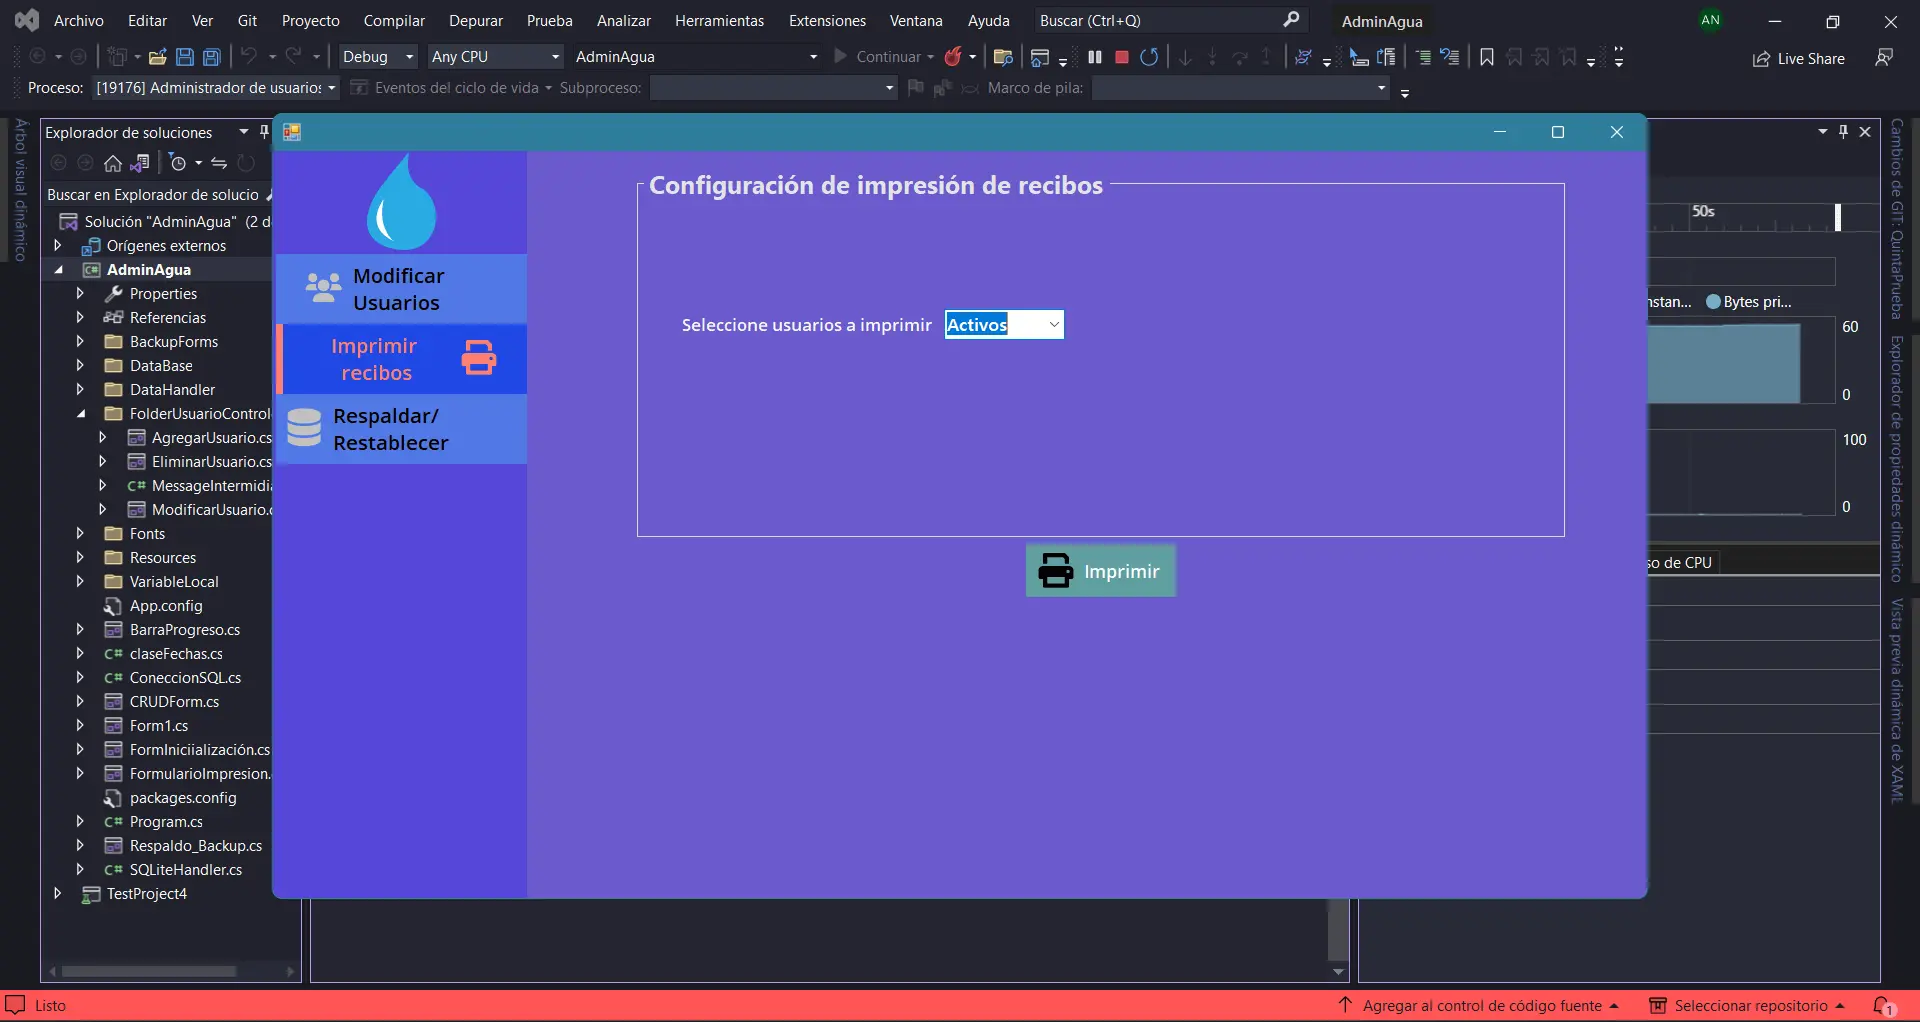 Archivo Editar Ver Git Proyecto Compilar Depurar Prueba Analizar Herramientas Extensiones Ventana Ayuda Buscar (Ctrl+Q) AdminAgua AN
Debug Any CPU AdminAgua Continuar Live Share
Proceso: [19176] Administrador de usuarios Eventos del ciclo de vida Subproceso: Marco de pila:
Árbol visual dinámico
Explorador de soluciones
Buscar en Explorador de solucio
Solución "AdminAgua" (2 d
Orígenes externos
AdminAgua
Properties
Referencias
BackupForms
DataBase
DataHandler
FolderUsuarioControl
AgregarUsuario.cs
EliminarUsuario.cs
MessageIntermidi
ModificarUsuario.c
Fonts
Resources
VariableLocal
App.config
BarraProgreso.cs
claseFechas.cs
ConeccionSQL.cs
CRUDForm.cs
Form1.cs
FormIniciialización.cs
FormularioImpresion.
packages.config
Program.cs
Respaldo_Backup.cs
SQLiteHandler.cs
TestProject4
Modificar
Usuarios
Imprimir
recibos
Respaldar/
Restablecer
Configuración de impresión de recibos
Seleccione usuarios a imprimir Activos
Imprimir
50s
nstan... Bytes pri...
60
0
100
0
so de CPU
Cambios de GIT: QuintaPrueba
Explorador de propiedades dinámico
Vista previa dinámica de XAML
Listo Agregar al control de código fuente Seleccionar repositorio 1